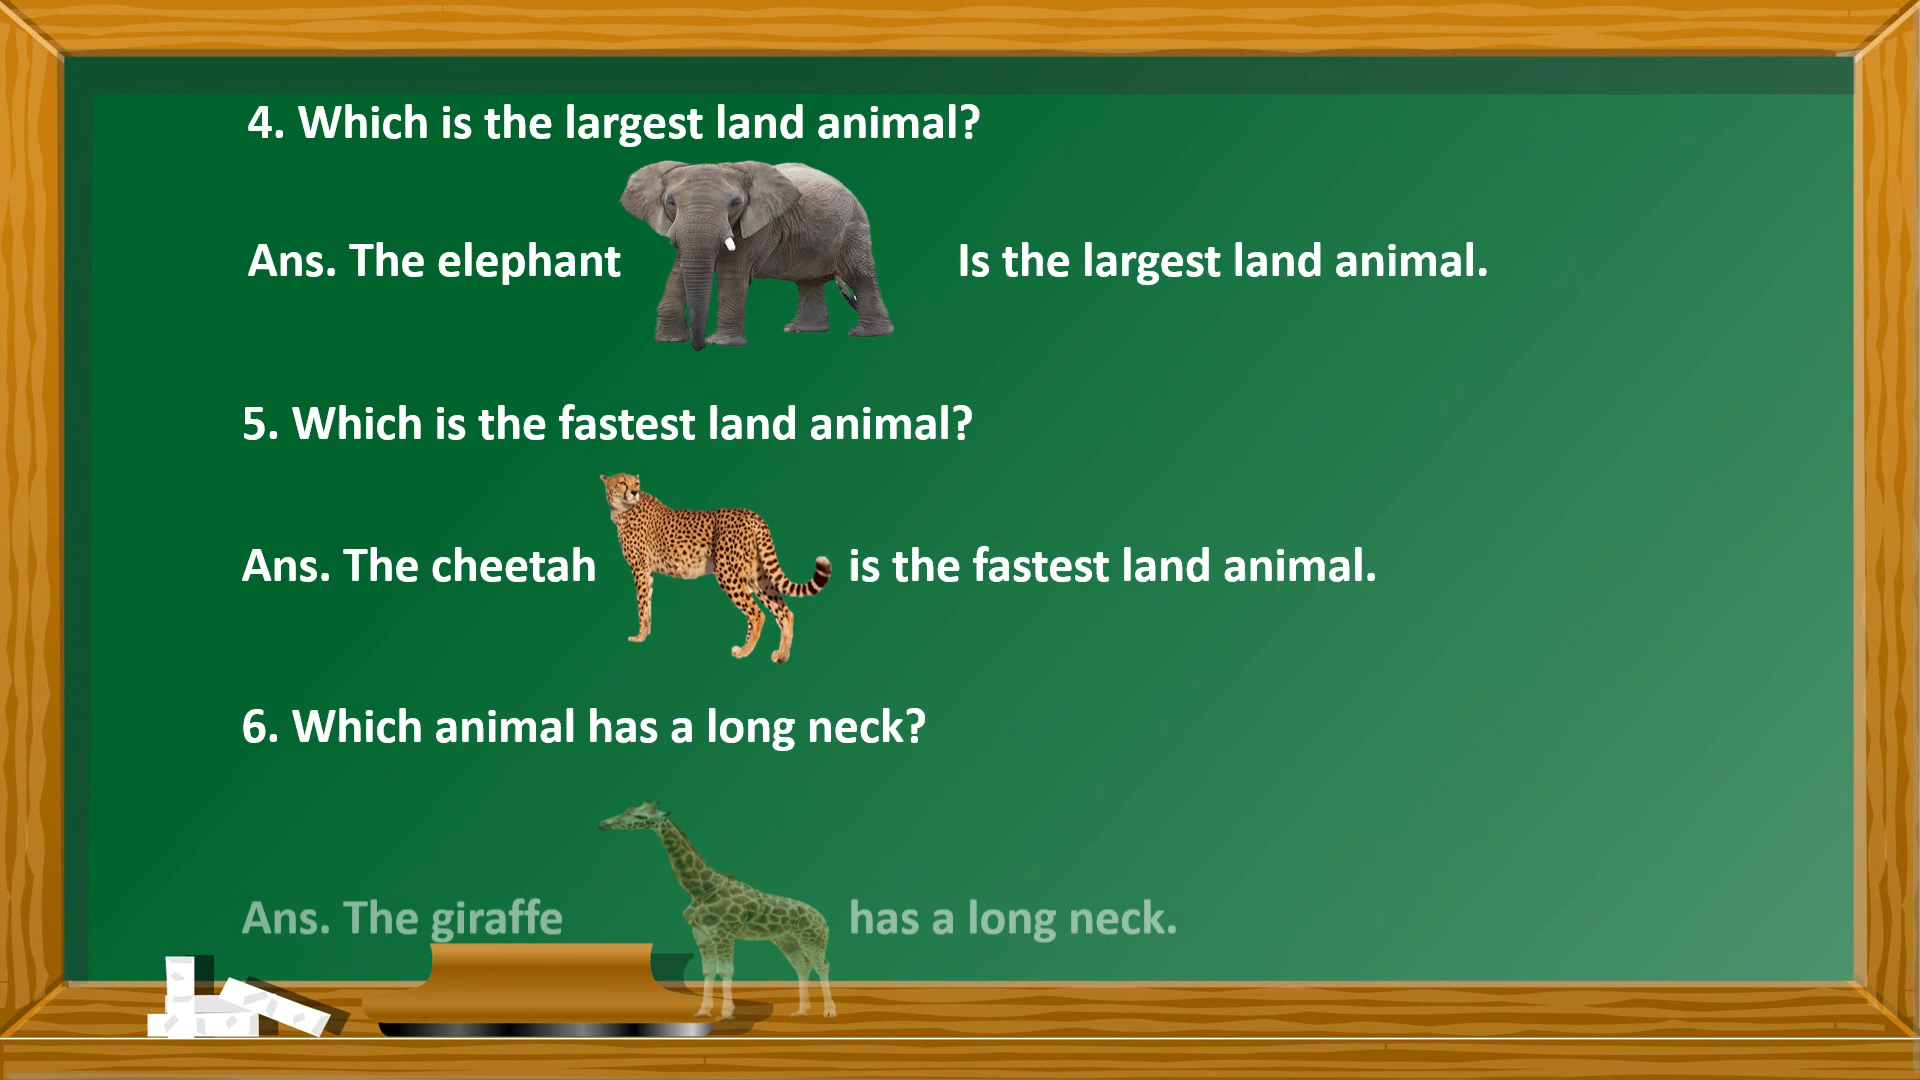 4. Which is the largest land animal?
Ans. The elephant Is the largest land animal.
5. Which is the fastest land animal?
Ans. The cheetah is the fastest land animal.
6. Which animal has a long neck?
Ans. The giraffe has a long neck.